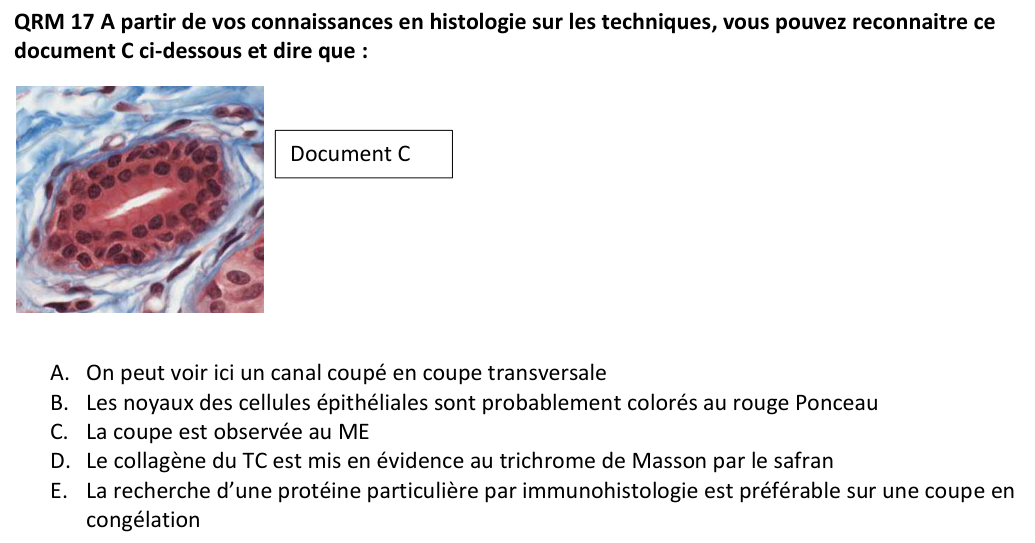 QRM 17 A partir de vos connaissances en histologie sur les techniques, vous pouvez reconnaitre ce
document C ci-dessous et dire que :
Document C
A. On peut voir ici un canal coupé en coupe transversale
B. Les noyaux des cellules épithéliales sont probablement colorés au rouge Ponceau
C. La coupe est observée au ME
D. Le collagène du TC est mis en évidence au trichrome de Masson par le safran
E. La recherche d’une protéine particulière par immunohistologie est préférable sur une coupe en
congélation